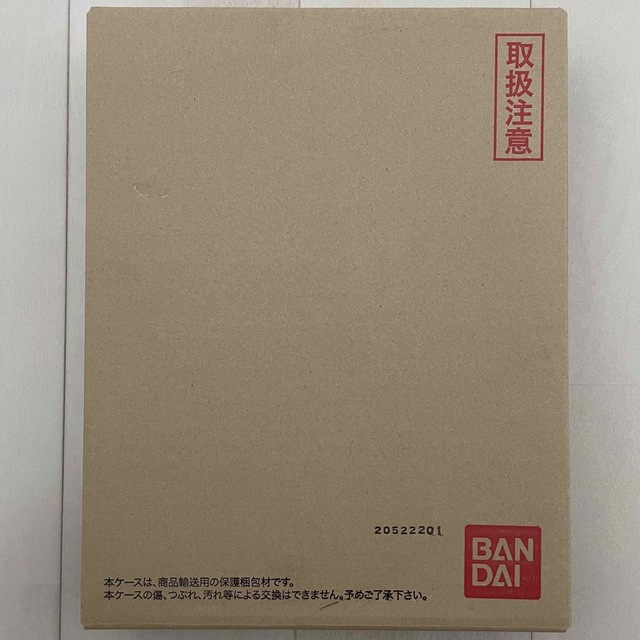 取扱注意
20522201
BAN
DAI
本ケースは、商品輸送用の保護梱包材です。
本ケースの傷、つぶれ、汚れ等による交換はできません。予めご了承下さい。